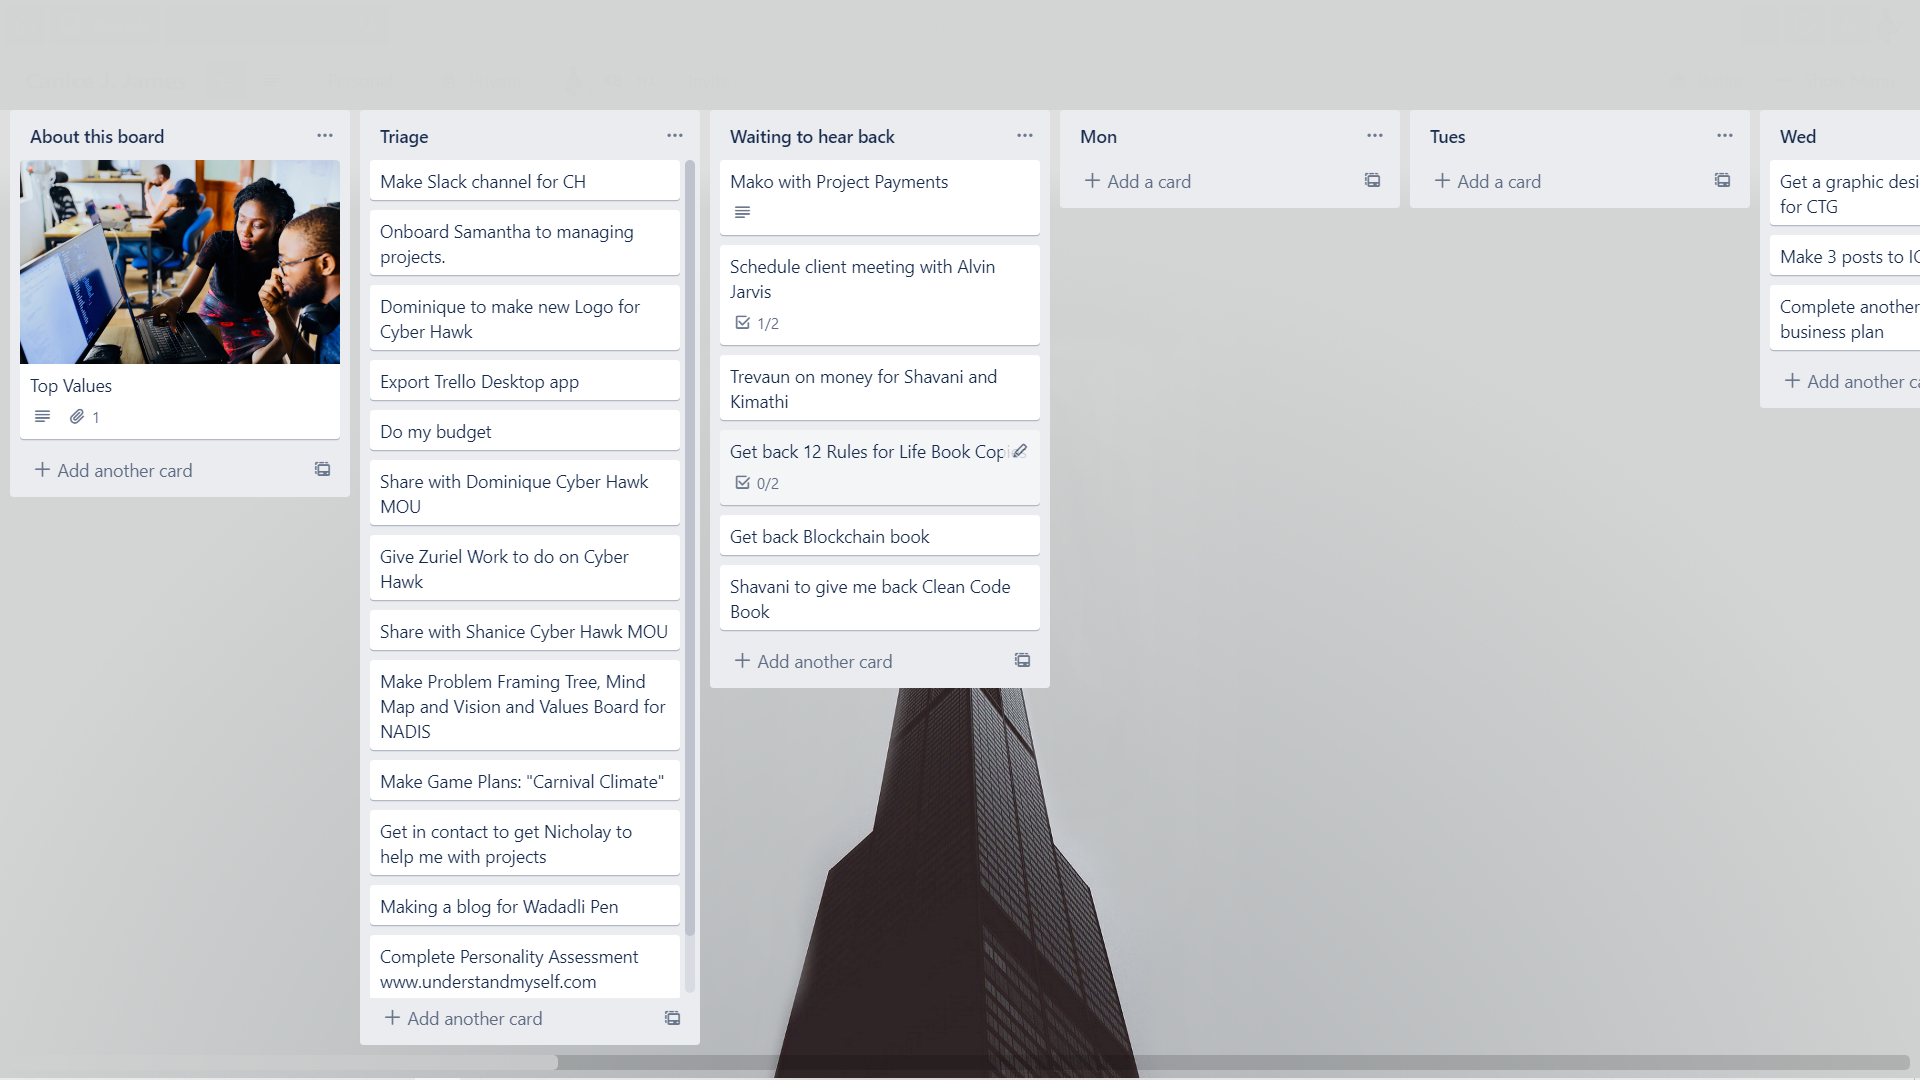 About this board
Top Values
1
Add another card
Triage
Make Slack channel for CH
Onboard Samantha to managing
projects.
Dominique to make new Logo for
Cyber Hawk
Export Trello Desktop app
Do my budget
Share with Dominique Cyber Hawk
MOU
Give Zuriel Work to do on Cyber
Hawk
Share with Shanice Cyber Hawk MOU
Make Problem Framing Tree, Mind
Map and Vision and Values Board for
NADIS
Make Game Plans: "Carnival Climate"
Get in contact to get Nicholay to
help me with projects
Making a blog for Wadadli Pen
Complete Personality Assessment
www.understandmyself.com
Add another card
Waiting to hear back
Mako with Project Payments
Schedule client meeting with Alvin
Jarvis
1/2
Trevaun on money for Shavani and
Kimathi
Get back 12 Rules for Life Book Copies
0/2
Get back Blockchain book
Shavani to give me back Clean Code
Book
Add another card
Mon
Add a card
Tues
Add a card
Wed
Get a graphic desi
for CTG
Make 3 posts to
Complete another
business plan
Add another ca